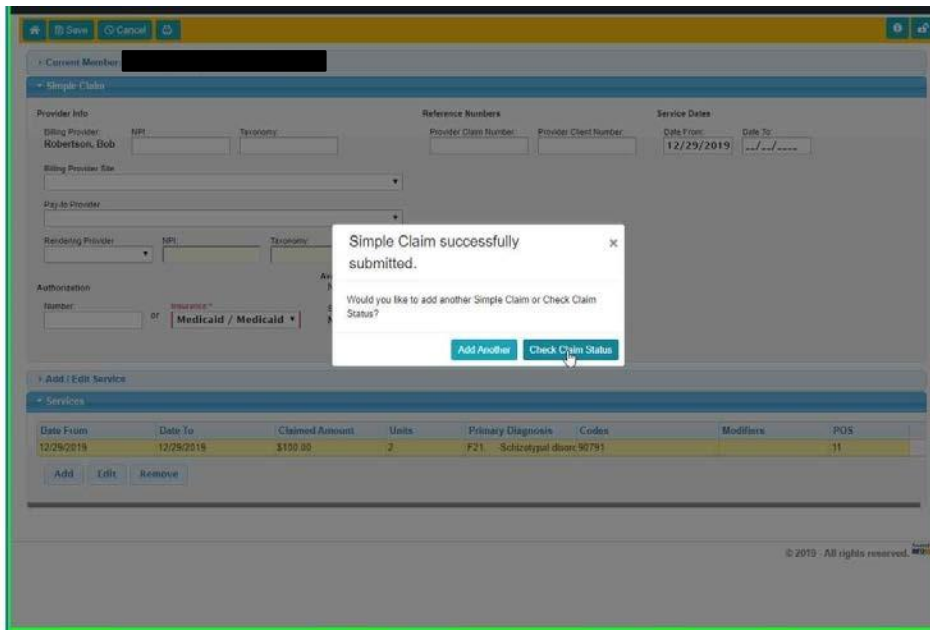 Save Cancel
Current Member:
Simple Claim
Provider Info Reference Numbers Service Dates
Billing Provider: NPI: Taxonomy: Provider Claim Number: Provider Client Number: Date From: Date To:
Robertson, Bob 12/29/2019 __/__/____
Billing Provider Site
Pay-to Provider
Rendering Provider NPI: Taxonomy:
Simple Claim successfully submitted. ×
Would you like to add another Simple Claim or Check Claim
Status?
Add Another Check Claim Status
Authorization
Number: or Insurance *
Medicaid / Medicaid
Add / Edit Service
Services
Date From Date To Claimed Amount Units Primary Diagnosis Codes Modifiers POS
12/29/2019 12/29/2019 $100.00 2 F21 -Schizotypal disorc 90791 11
Add Edit Remove
© 2019 - All rights reserved.